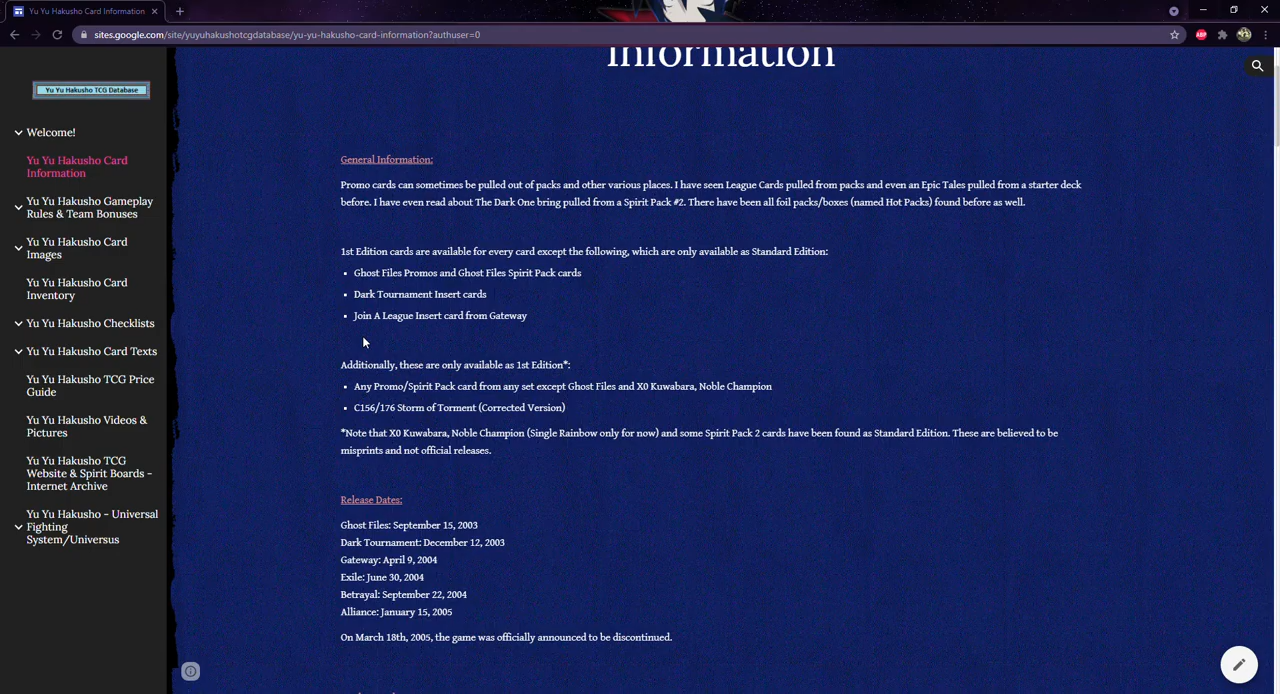 Yu Yu Hakusho Card Information
sites.google.com/site/yuyuhakushotcgdatabase/yu-yu-hakusho-card-information?authuser=0
ABP
Yu Yu Hakusho TCG Database
Welcome!
Yu Yu Hakusho Card
Information
Yu Yu Hakusho Gameplay
Rules & Team Bonuses
Yu Yu Hakusho Card
Images
Yu Yu Hakusho Card
Inventory
Yu Yu Hakusho Checklists
Yu Yu Hakusho Card Texts
Yu Yu Hakusho TCG Price
Guide
Yu Yu Hakusho Videos &
Pictures
Yu Yu Hakusho TCG
Website & Spirit Boards -
Internet Archive
Yu Yu Hakusho - Universal
Fighting
System/Universus
Information
General Information:
Promo cards can sometimes be pulled out of packs and other various places. I have seen League Cards pulled from packs and even an Epic Tales pulled from a starter deck
before. I have even read about The Dark One bring pulled from a Spirit Pack #2. There have been all foil packs/boxes (named Hot Packs) found before as well.
1st Edition cards are available for every card except the following, which are only available as Standard Edition:
Ghost Files Promos and Ghost Files Spirit Pack cards
Dark Tournament Insert cards
Join A League Insert card from Gateway
Additionally, these are only available as 1st Edition*:
Any Promo/Spirit Pack card from any set except Ghost Files and X0 Kuwabara, Noble Champion
C156/176 Storm of Torment (Corrected Version)
*Note that X0 Kuwabara, Noble Champion (Single Rainbow only for now) and some Spirit Pack 2 cards have been found as Standard Edition. These are believed to be
misprints and not official releases.
Release Dates:
Ghost Files: September 15, 2003
Dark Tournament: December 12, 2003
Gateway: April 9, 2004
Exile: June 30, 2004
Betrayal: September 22, 2004
Alliance: January 15, 2005
On March 18th, 2005, the game was officially announced to be discontinued.